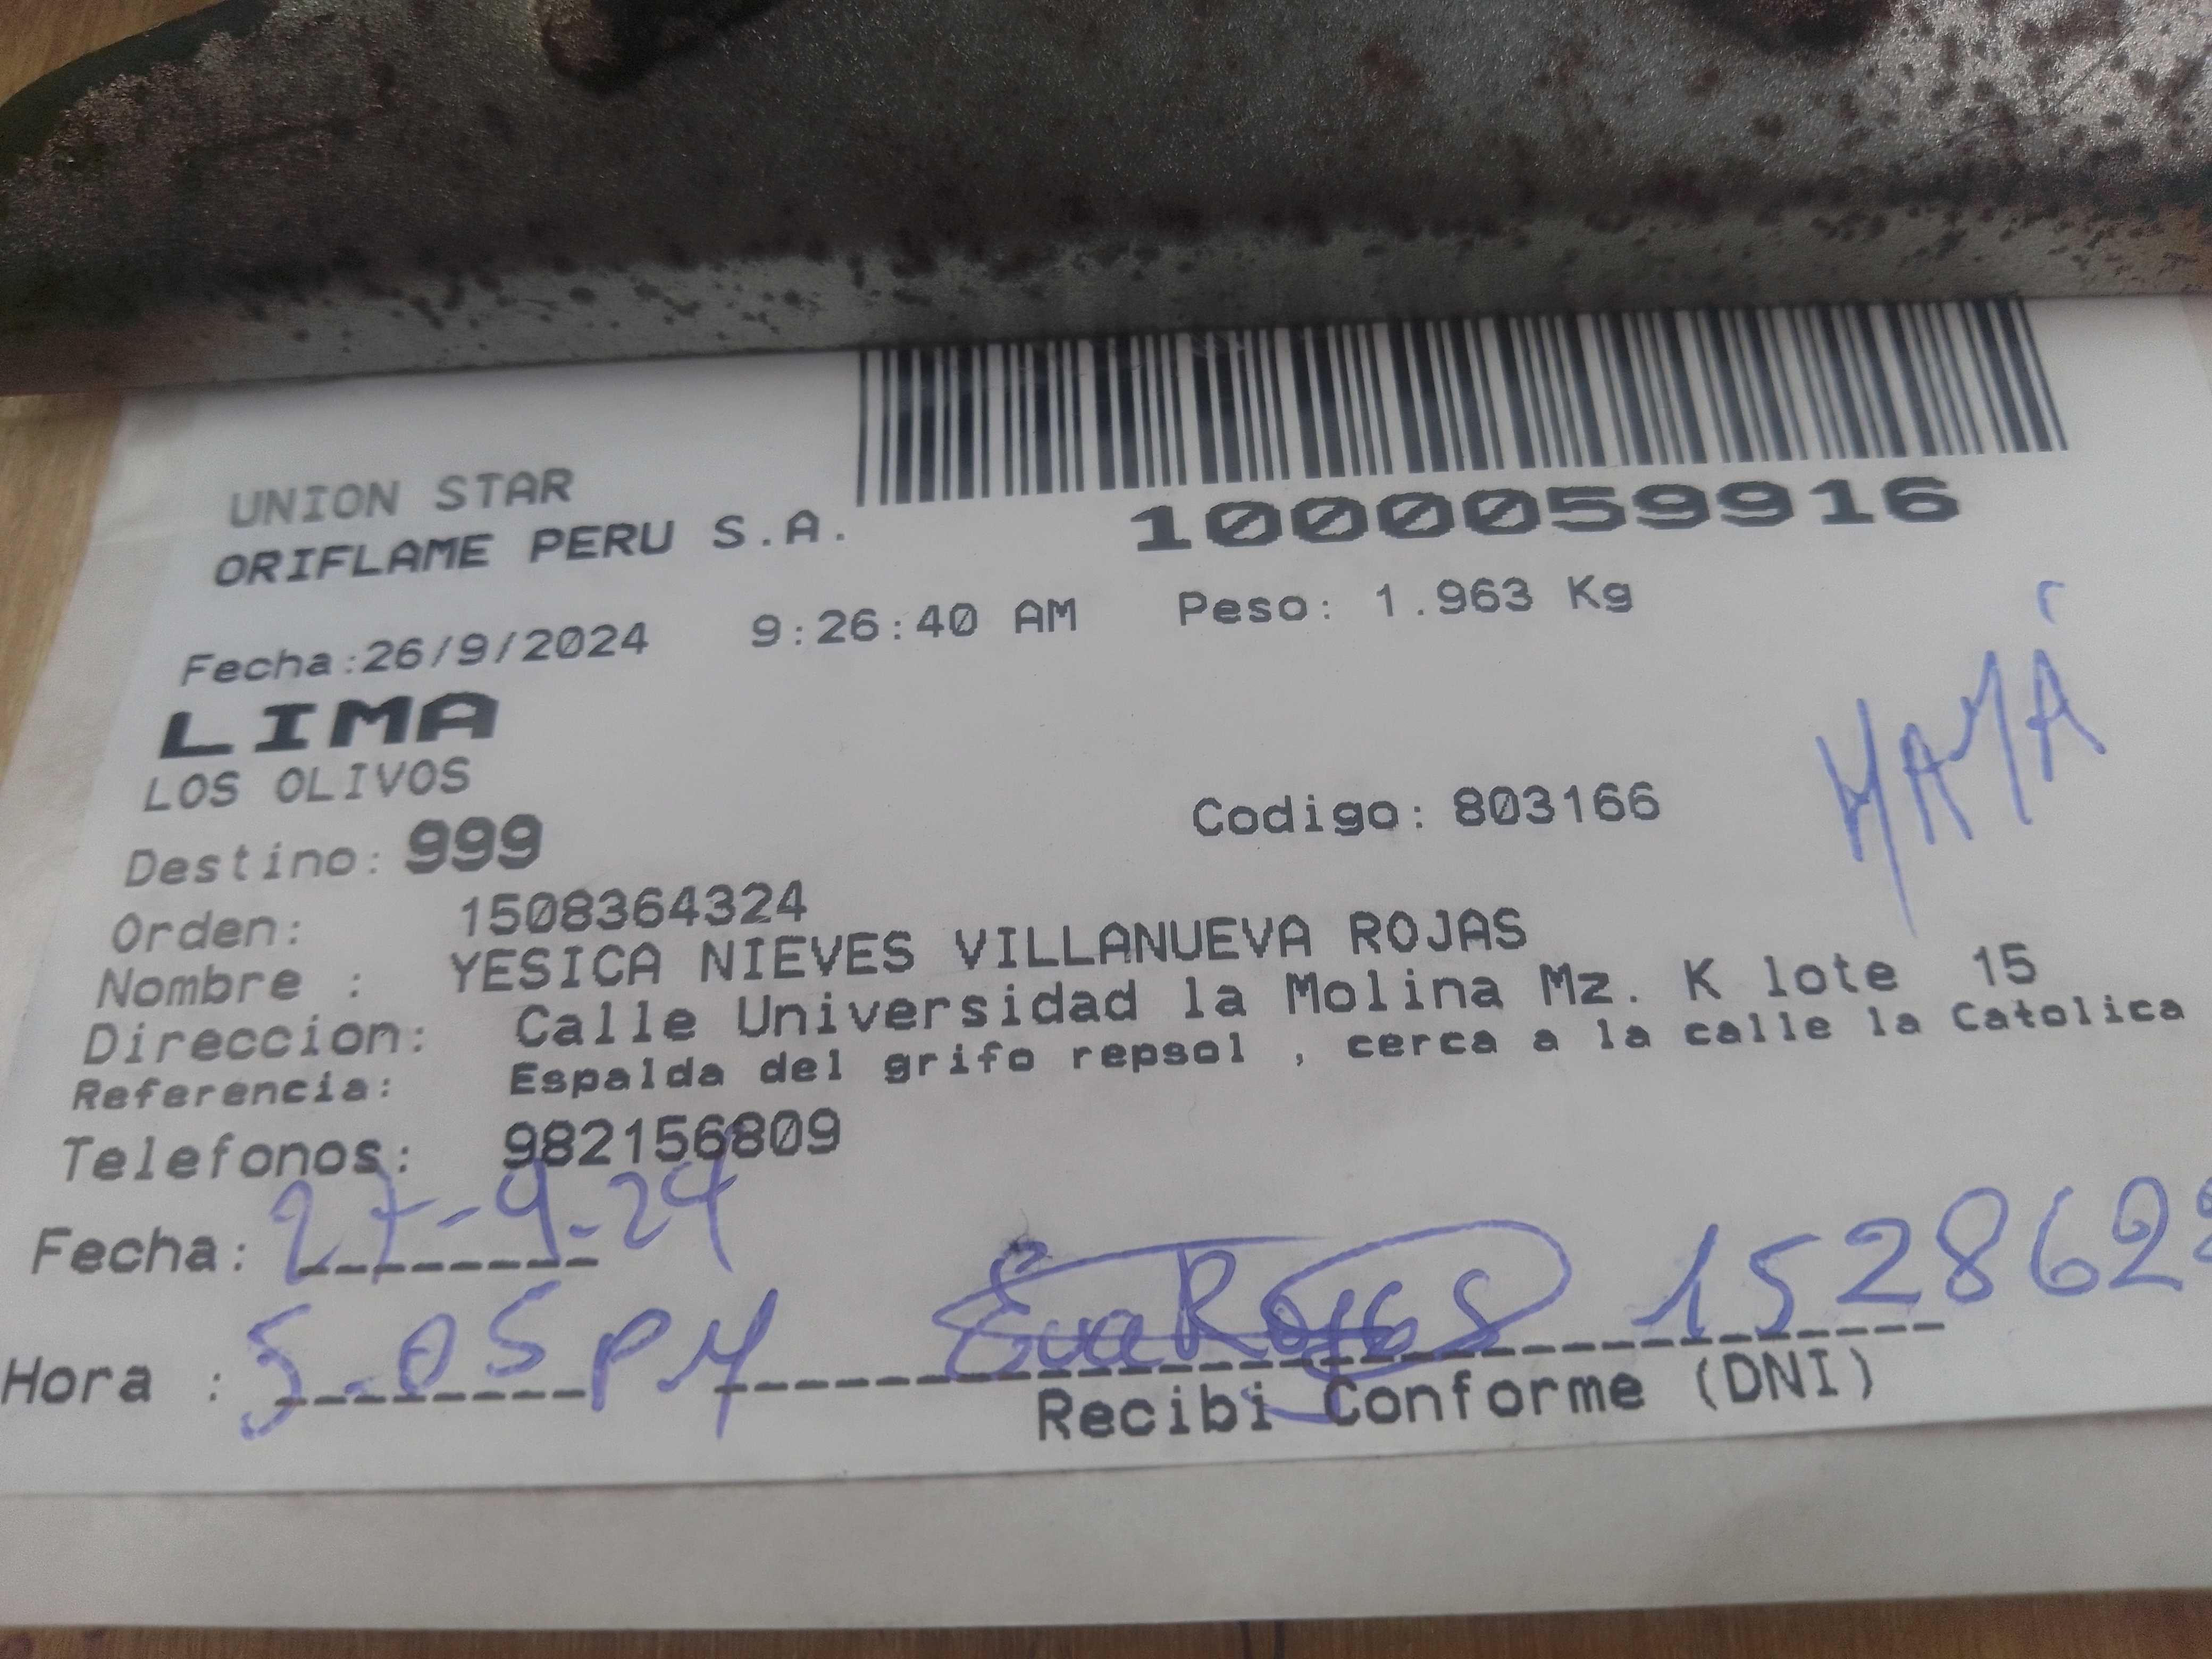 UNION STAR
ORIFLAME PERU S.A.
1000059916
Fecha:26/9/2024 9:26:40 AM Peso: 1.963 Kg
LIMA
LOS OLIVOS
MAMÁ
Destino: 999 Codigo: 803166
Orden: 1508364324
Nombre : YESICA NIEVES VILLANUEVA ROJAS
Direccion: Calle Universidad la Molina Mz. K lote 15
Referencia: Espalda del grifo repsol , cerca a la calle la Catolica
Telefonos: 982156809
Fecha: 27-9-24
Hora : 5.05 PM Eva Rojas 1528622
Recibi Conforme (DNI)